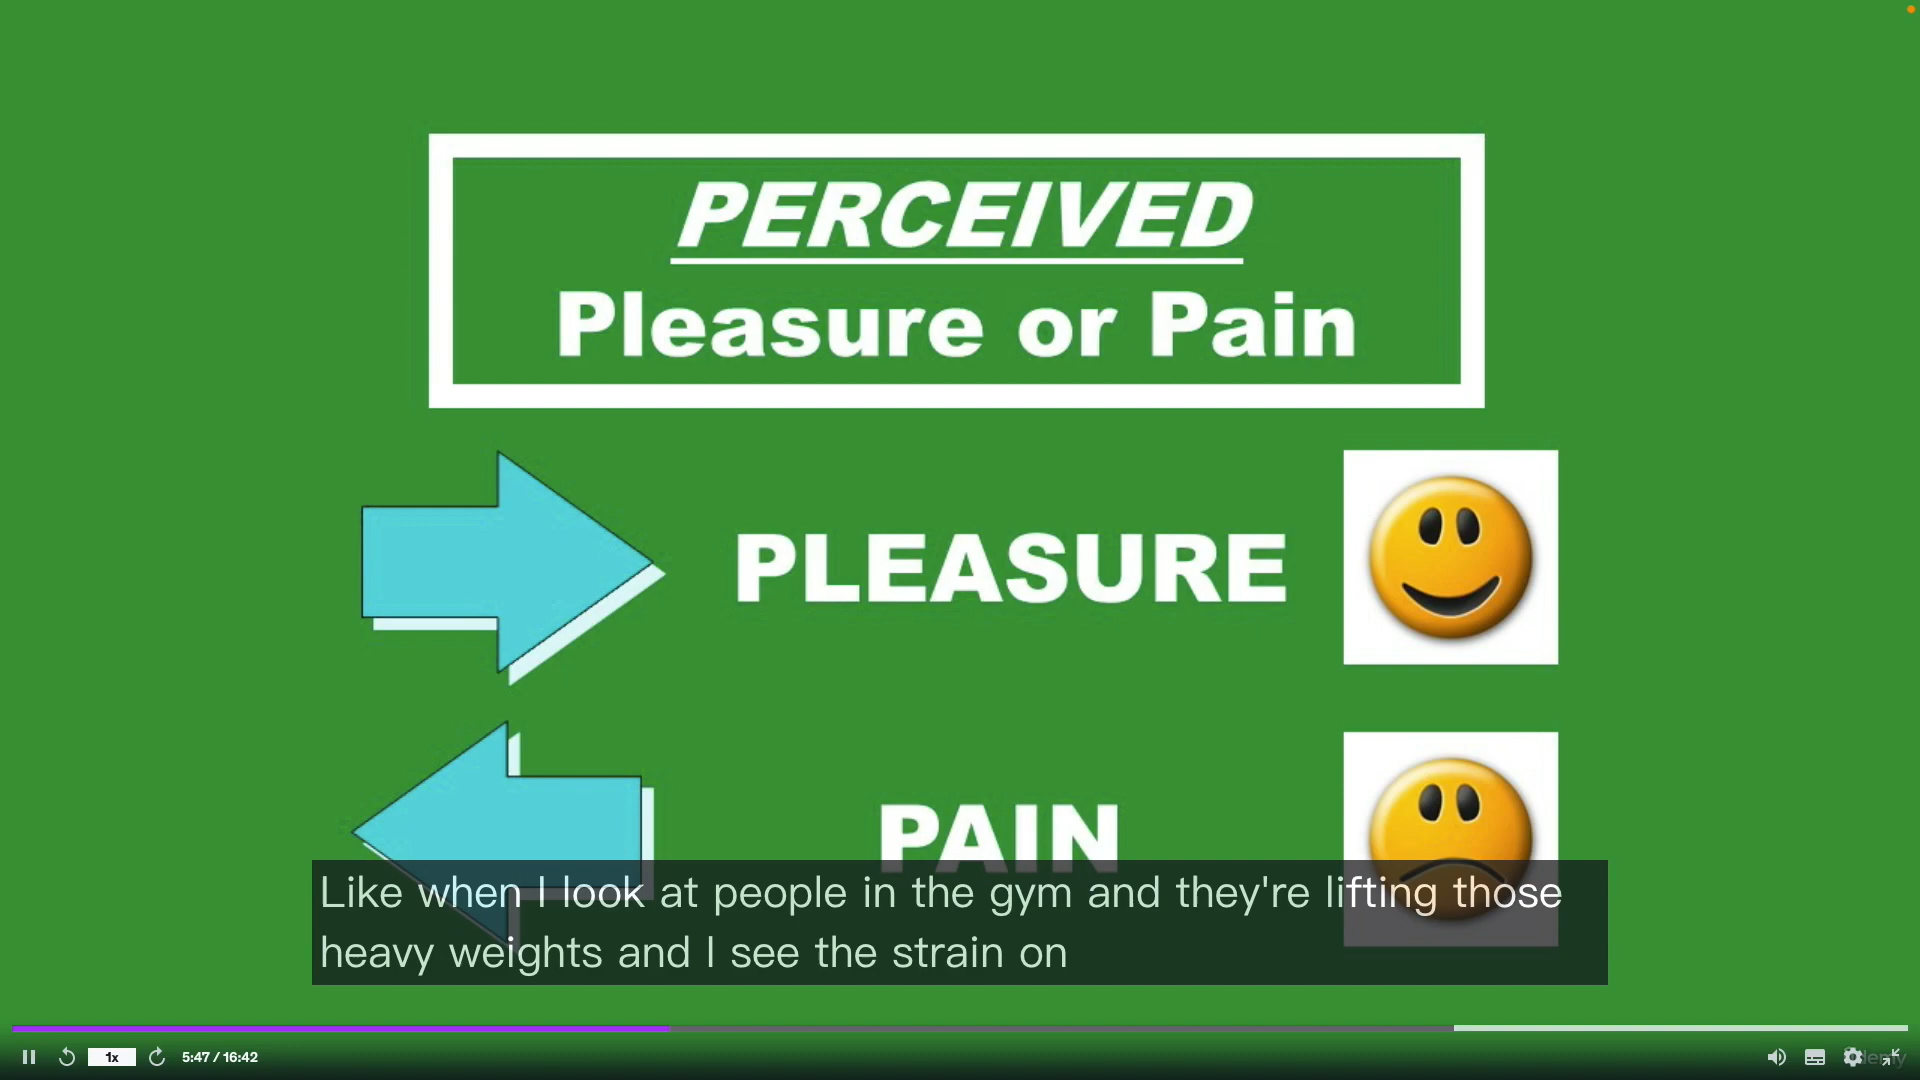 PERCEIVED
Pleasure or Pain
PLEASURE
PAIN
Like when I look at people in the gym and they're lifting those
heavy weights and I see the strain on
1x
5:47 / 16:42